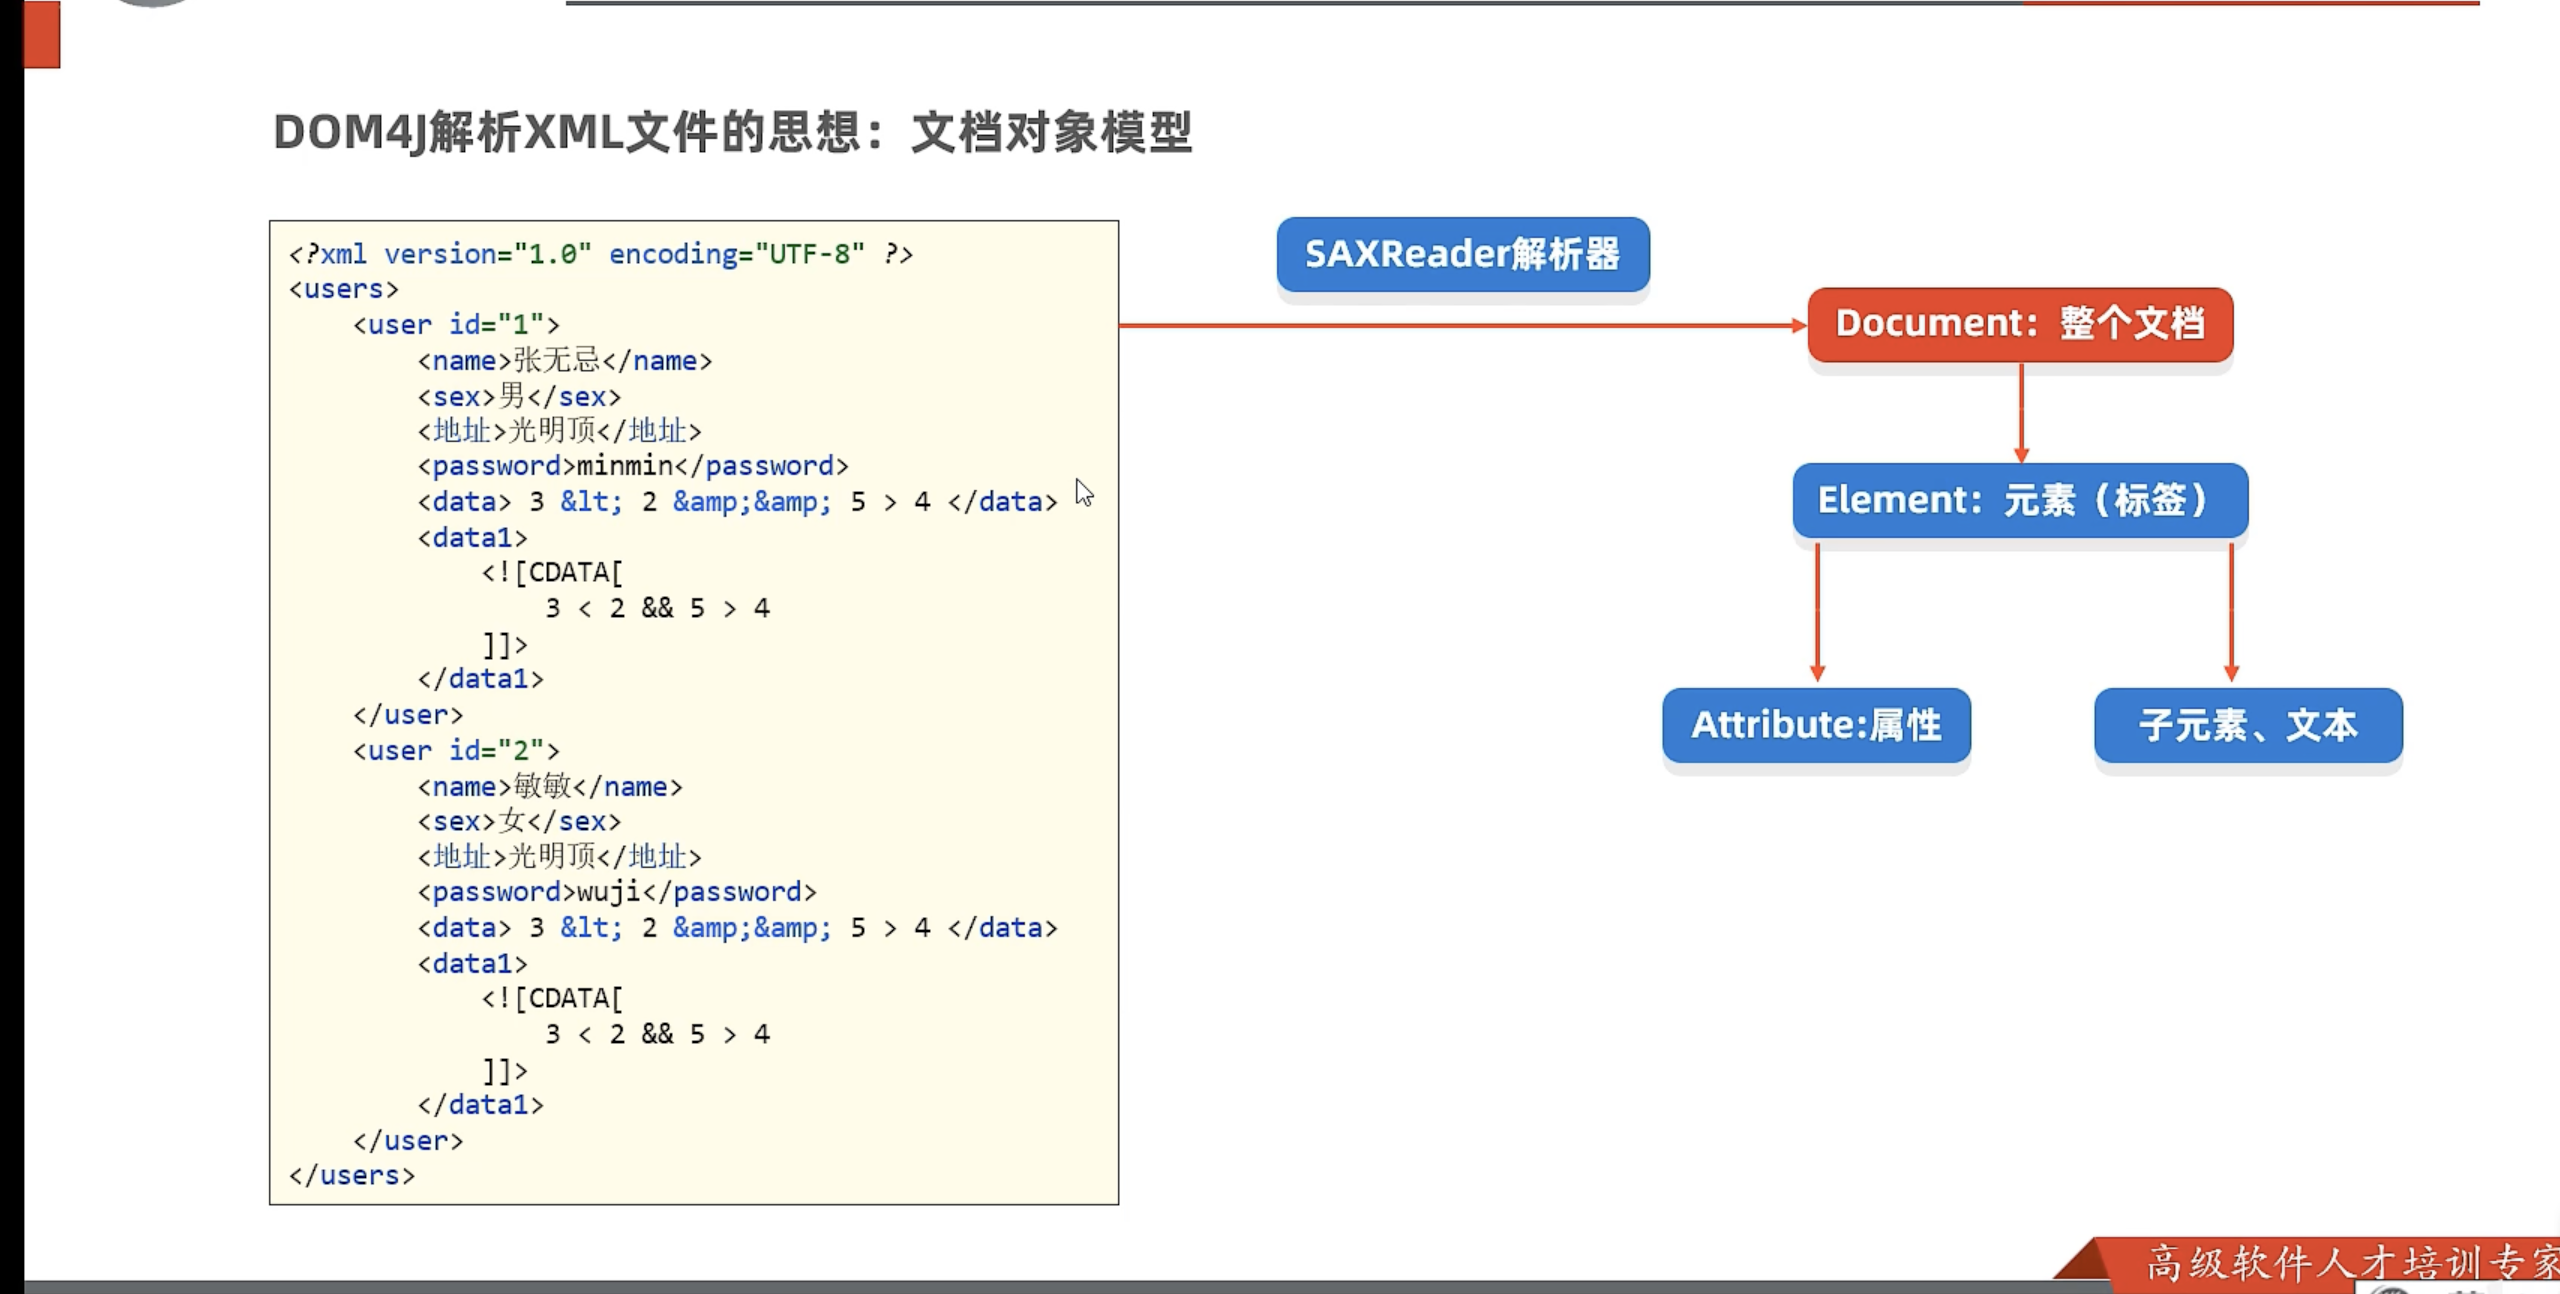 DOM4J解析XML文件的思想：文档对象模型
<?xml version="1.0" encoding="UTF-8" ?>
<users>
    <user id="1">
        <name>张无忌</name>
        <sex>男</sex>
        <地址>光明顶</地址>
        <password>minmin</password>
        <data> 3 &lt; 2 &amp;&amp; 5 > 4 </data>
        <data1>
            <![CDATA[
                3 < 2 && 5 > 4
            ]]>
        </data1>
    </user>
    <user id="2">
        <name>敏敏</name>
        <sex>女</sex>
        <地址>光明顶</地址>
        <password>wuji</password>
        <data> 3 &lt; 2 &amp;&amp; 5 > 4 </data>
        <data1>
            <![CDATA[
                3 < 2 && 5 > 4
            ]]>
        </data1>
    </user>
</users>
SAXReader解析器
Document：整个文档
Element：元素（标签）
Attribute:属性
子元素、文本
高级软件人才培训专家